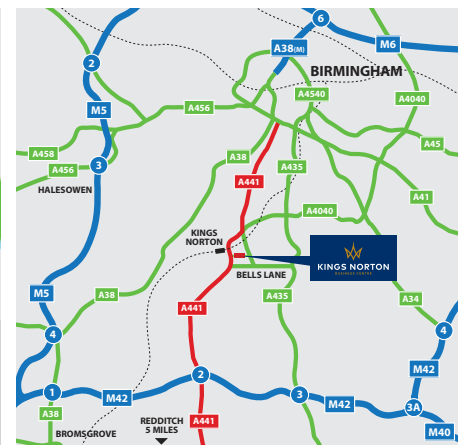 6
A38(M)
M6
2
BIRMINGHAM
A4540
A4040
M5
A456
A458
A456
3
A38
A45
A435
HALESOWEN
A441
A41
A4040
KINGS
NORTON
KINGS NORTON
BUSINESS CENTRE
BELLS LANE
M5
A38
A435
A34
A441
4
4
M42
2
1
M42
3
M42
3A
A38
REDDITCH
5 MILES
A441
M40
BROMSGROVE